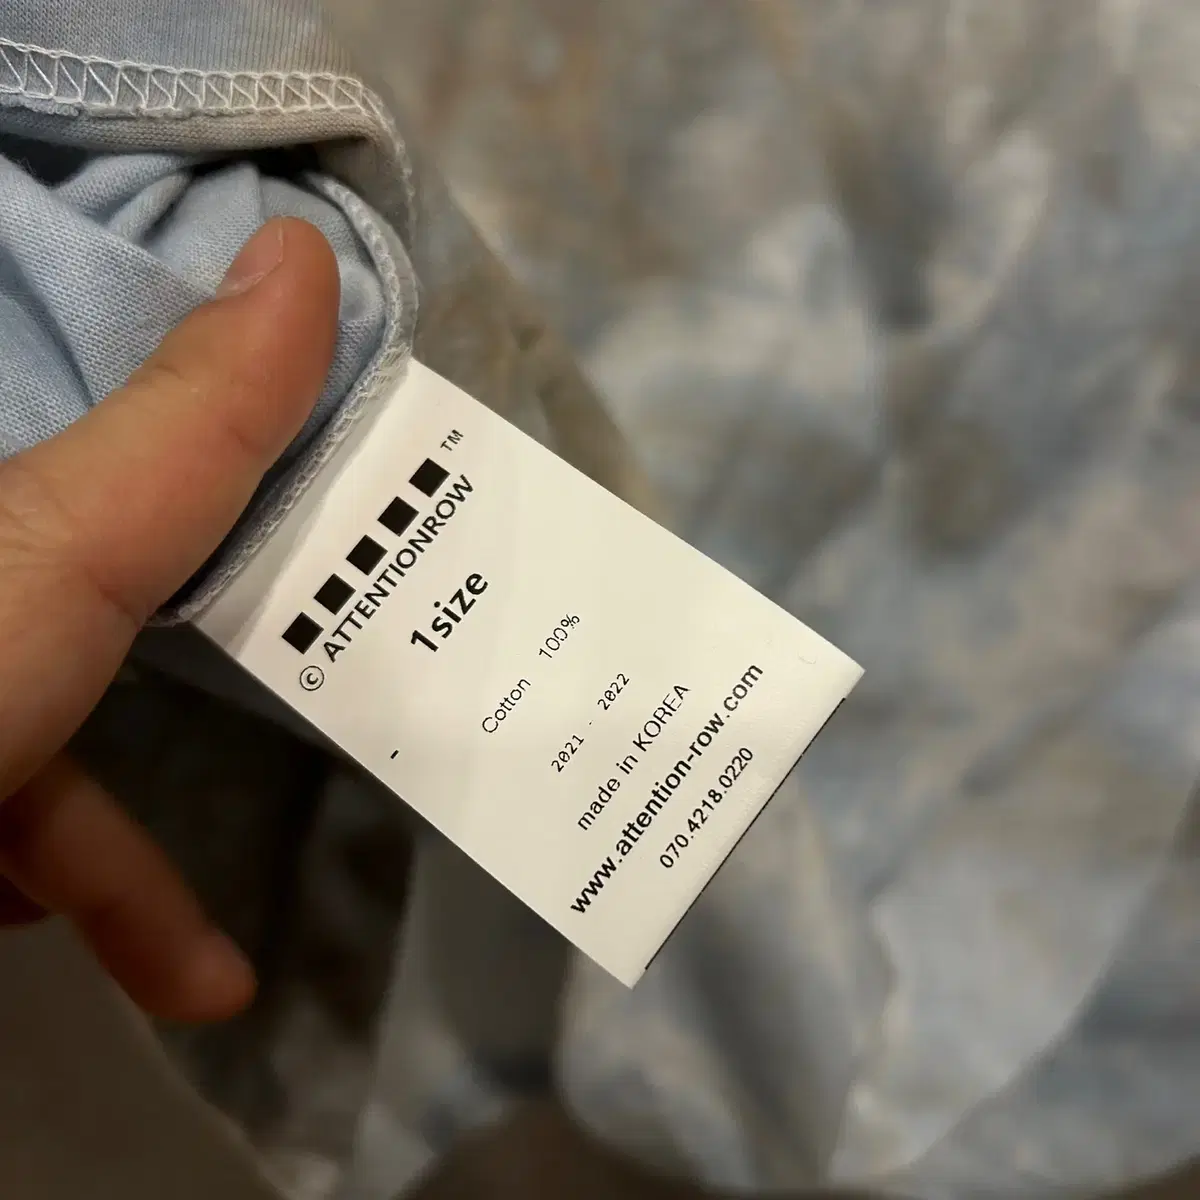 TM
© ATTENTIONROW
1size
Cotton 100%
-
2021 - 2022
made in KOREA
www.attention-row.com
070.4218.0220